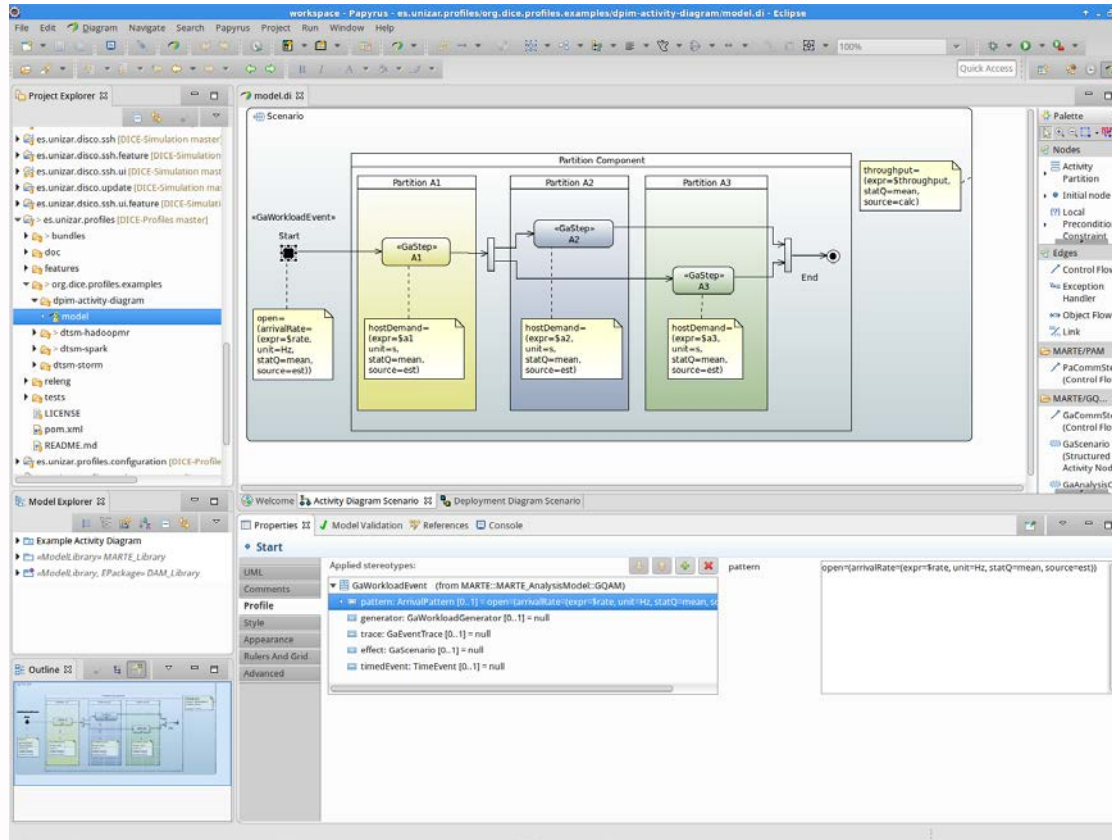 workspace - Papyrus - es.unizar.profiles/org.dice.profiles.examples/dpim-activity-diagram/model.di - Eclipse
File Edit Diagram Navigate Search Papyrus Project Run Window Help
100%
Quick Access
Project Explorer
es.unizar.disco.ssh [DICE-Simulation master]
es.unizar.disco.ssh.feature [DICE-Simulation
es.unizar.disco.ssh.ui [DICE-Simulation mast
es.unizar.disco.update [DICE-Simulation mas
es.unizar.dsico.ssh.ui.feature [DICE-Simulati
> es.unizar.profiles [DICE-Profiles master]
> bundles
doc
features
> org.dice.profiles.examples
dpim-activity-diagram
model
> dtsm-hadoopmr
> dtsm-spark
> dtsm-storm
releng
tests
LICENSE
pom.xml
README.md
es.unizar.profiles.configuration [DICE-Profile
model.di
Scenario
Partition Component
Partition A1
Partition A2
Partition A3
«GaWorkloadEvent»
Start
«GaStep»
A1
«GaStep»
A2
«GaStep»
A3
End
throughput=
(expr=$throughput,
statQ=mean,
source=calc)
open=
(arrivalRate=
(expr=$rate,
unit=Hz,
statQ=mean,
source=est))
hostDemand=
(expr=$a1
unit=s,
statQ=mean,
source=est)
hostDemand=
(expr=$a2,
unit=s,
statQ=mean,
source=est)
hostDemand=
(expr=$a3,
unit=s,
statQ=mean,
source=est)
Palette
Nodes
Activity
Partition
Initial node
Local
Preconditio
Constraint
Edges
Control Flow
Exception
Handler
Object Flow
Link
MARTE/PAM
PaCommSte
(Control Flo
MARTE/GQ...
GaCommSte
(Control Flo
GaScenario
(Structured
Activity Nod
GaAnalysisC
Welcome Activity Diagram Scenario Deployment Diagram Scenario
Model Explorer
Example Activity Diagram
«ModelLibrary» MARTE_Library
«ModelLibrary, EPackage» DAM_Library
Outline
Properties Model Validation References Console
Start
UML
Comments
Profile
Style
Appearance
Rulers And Grid
Advanced
Applied stereotypes:
GaWorkloadEvent (from MARTE::MARTE_AnalysisModel::GQAM)
pattern: ArrivalPattern [0..1] = open=(arrivalRate=(expr=$rate, unit=Hz, statQ=mean, so
generator: GaWorkloadGenerator [0..1] = null
trace: GaEventTrace [0..1] = null
effect: GaScenario [0..1] = null
timedEvent: TimeEvent [0..1] = null
pattern
open=(arrivalRate=(expr=$rate, unit=Hz, statQ=mean, source=est))